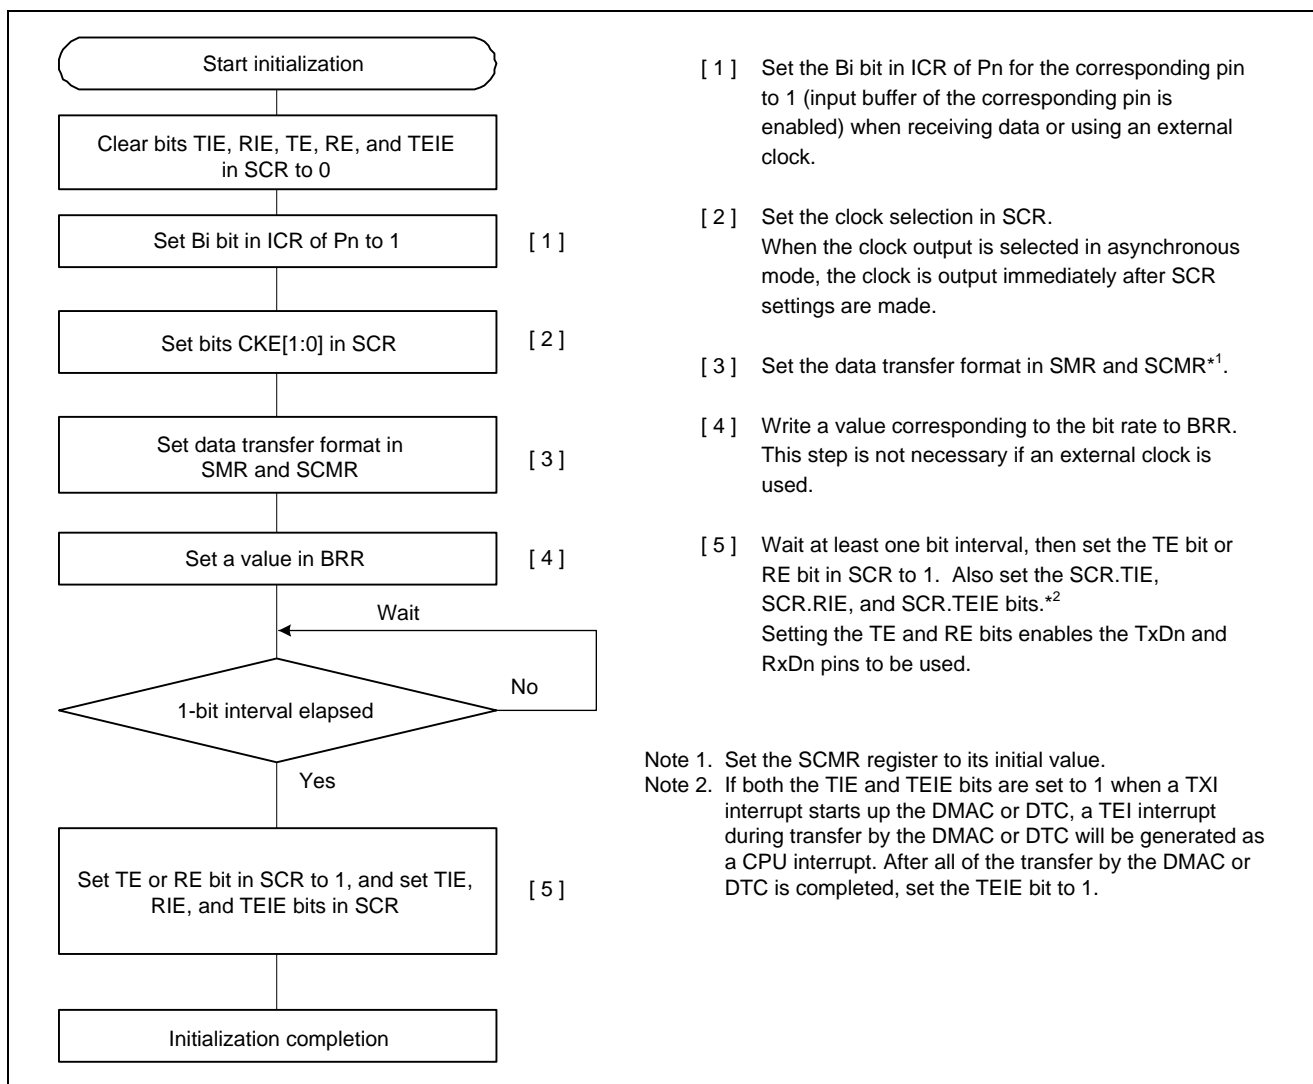 Start initialization
Clear bits TIE, RIE, TE, RE, and TEIE
in SCR to 0
Set Bi bit in ICR of Pn to 1
[ 1 ]
Set bits CKE[1:0] in SCR
[ 2 ]
Set data transfer format in
SMR and SCMR
[ 3 ]
Set a value in BRR
[ 4 ]
Wait
No
1-bit interval elapsed
Yes
Set TE or RE bit in SCR to 1, and set TIE,
RIE, and TEIE bits in SCR
[ 5 ]
Initialization completion
[ 1 ] Set the Bi bit in ICR of Pn for the corresponding pin
to 1 (input buffer of the corresponding pin is
enabled) when receiving data or using an external
clock.
[ 2 ] Set the clock selection in SCR.
When the clock output is selected in asynchronous
mode, the clock is output immediately after SCR
settings are made.
[ 3 ] Set the data transfer format in SMR and SCMR*1.
[ 4 ] Write a value corresponding to the bit rate to BRR.
This step is not necessary if an external clock is
used.
[ 5 ] Wait at least one bit interval, then set the TE bit or
RE bit in SCR to 1. Also set the SCR.TIE,
SCR.RIE, and SCR.TEIE bits.*2
Setting the TE and RE bits enables the TxDn and
RxDn pins to be used.
Note 1. Set the SCMR register to its initial value.
Note 2. If both the TIE and TEIE bits are set to 1 when a TXI
interrupt starts up the DMAC or DTC, a TEI interrupt
during transfer by the DMAC or DTC will be generated as
a CPU interrupt. After all of the transfer by the DMAC or
DTC is completed, set the TEIE bit to 1.